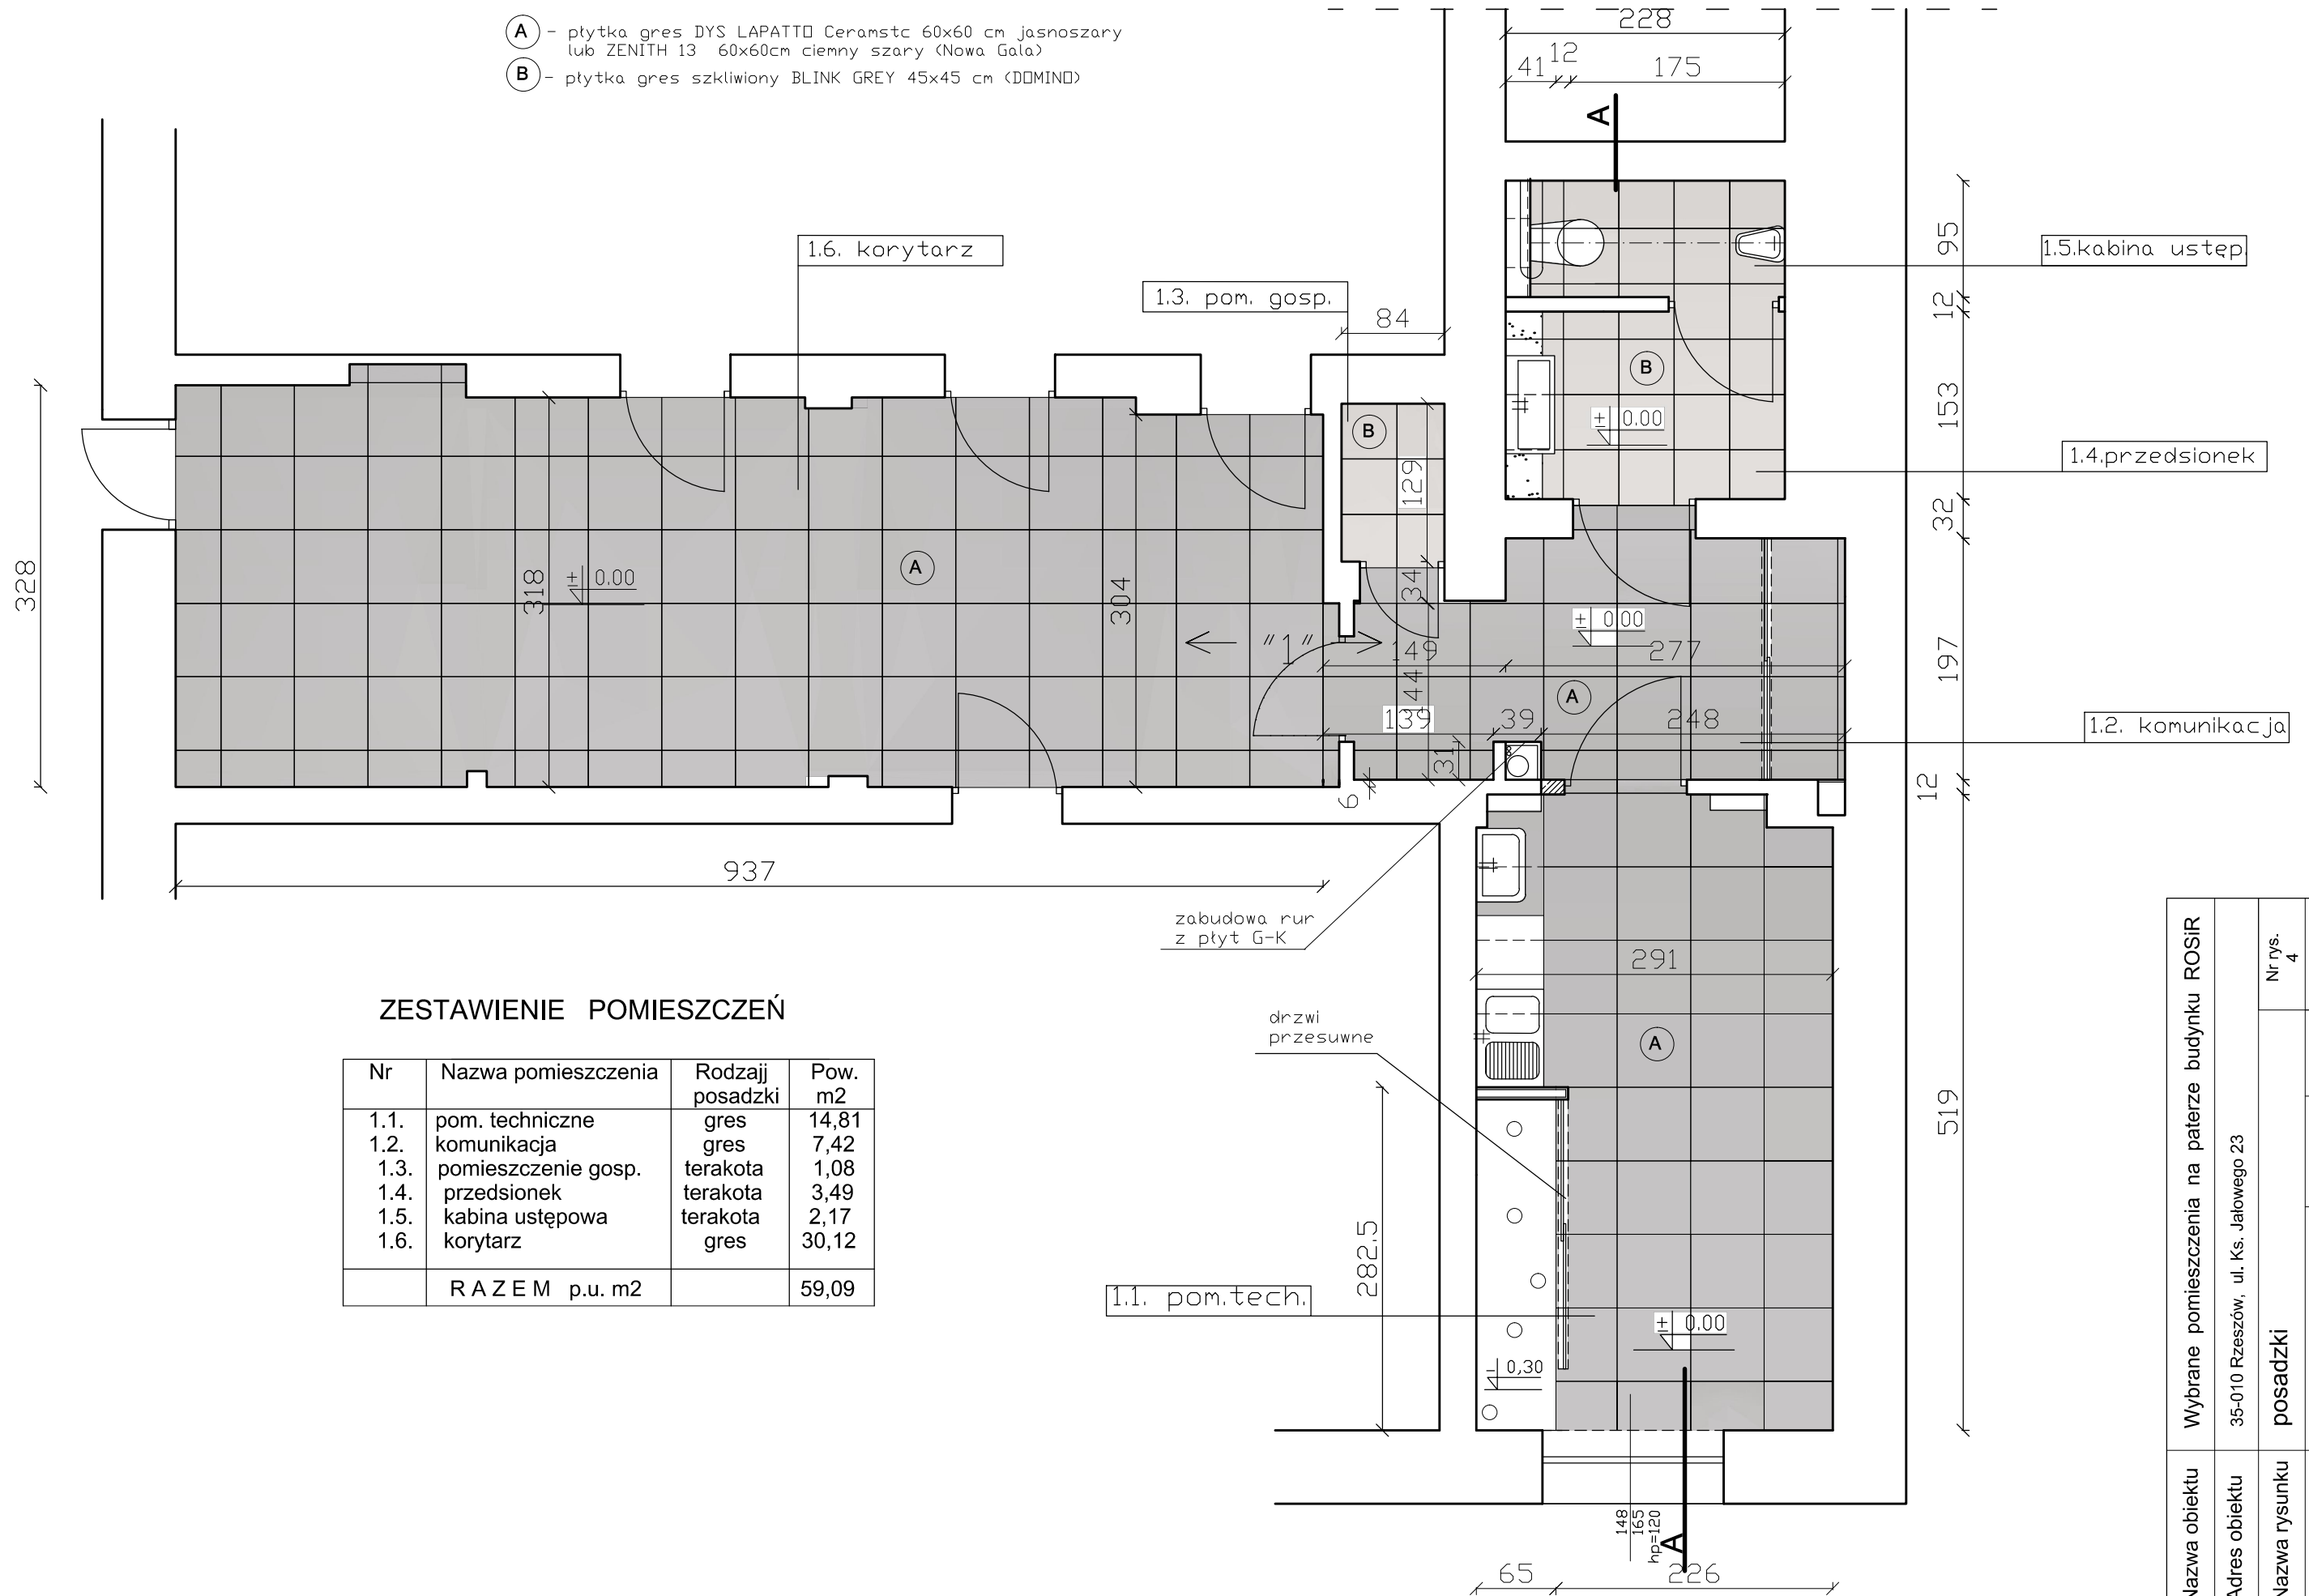 A - płytka gres DYS LAPATTO Ceramstc 60x60 cm jasnoszary
lub ZENITH 13 60x60cm ciemny szary (Nowa Gala)
B - płytka gres szkliwiony BLINK GREY 45x45 cm (DOMINO)
228
41 12 175
A
95
1.5.kabina ustęp.
1.6. korytarz
1.3. pom. gosp.
84
12
B
153
± 0.00
B
129
1.4.przedsionek
32
328
318
± 0.00
A
304
34
± 0.00
"1"
149
277
197
144
A
139
39
248
1.2. komunikacja
31
6
12
937
zabudowa rur
z płyt G-K
291
drzwi
przesuwne
A
519
282.5
1.1. pom.tech.
± 0.00
- 0,30
148
165
hp=120
A
65
226
ZESTAWIENIE POMIESZCZEŃ
Nr Nazwa pomieszczenia Rodzajj posadzki Pow. m2
1.1. pom. techniczne gres 14,81
1.2. komunikacja gres 7,42
1.3. pomieszczenie gosp. terakota 1,08
1.4. przedsionek terakota 3,49
1.5. kabina ustępowa terakota 2,17
1.6. korytarz gres 30,12
R A Z E M p.u. m2 59,09
Nazwa obiektu Wybrane pomieszczenia na paterze budynku ROSiR
Adres obiektu 35-010 Rzeszów, ul. Ks. Jałowego 23
Nazwa rysunku posadzki
Nr rys.
4